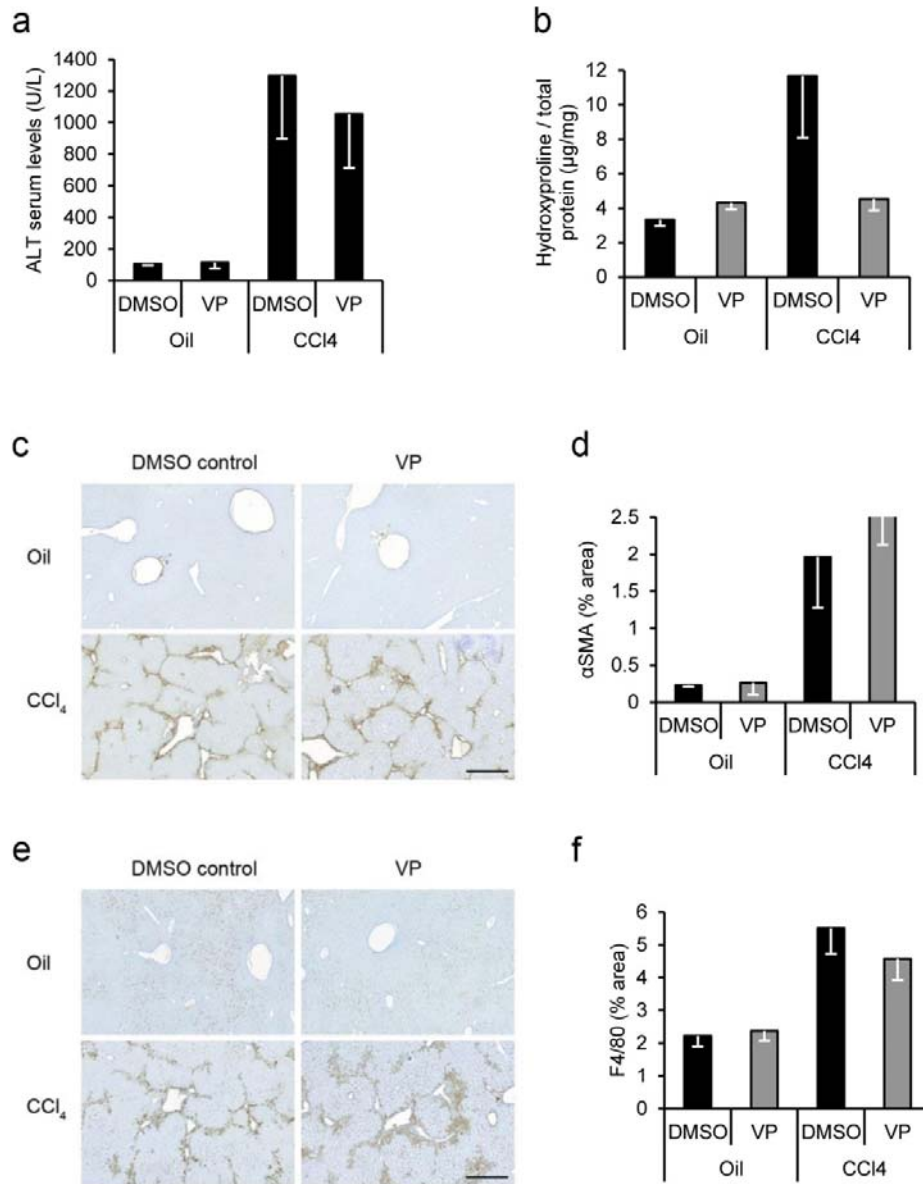 a
ALT serum levels (U/L)
1400
1200
1000
800
600
400
200
0
DMSO VP DMSO VP
Oil CCl4
b
Hydroxyproline / total
protein (µg/mg)
12
10
8
6
4
2
0
DMSO VP DMSO VP
Oil CCl4
c
DMSO control VP
Oil
CCl₄
d
αSMA (% area)
2.5
2
1.5
1
0.5
0
DMSO VP DMSO VP
Oil CCl4
e
DMSO control VP
Oil
CCl₄
f
F4/80 (% area)
6
5
4
3
2
1
0
DMSO VP DMSO VP
Oil CCl4